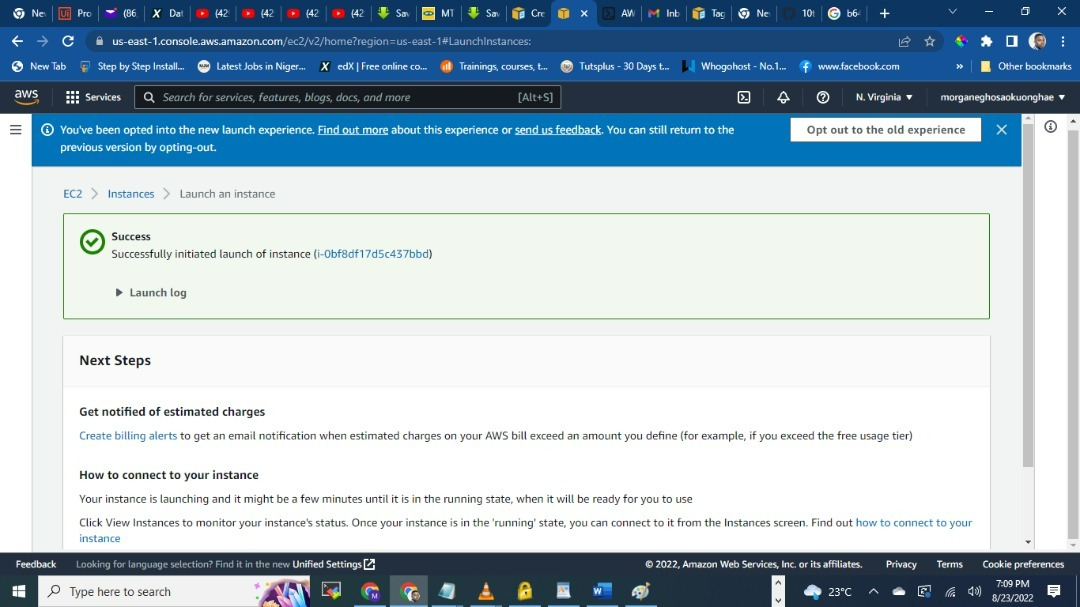 Ne
Pro
(86
Dat
(42
(42
(42
(42
Sav
MT
Sav
Cre
AW
Inb
Tag
Ne
10
b64
us-east-1.console.aws.amazon.com/ec2/v2/home?region=us-east-1#LaunchInstances:
New Tab
Step by Step Install...
Latest Jobs in Niger...
edX | Free online co...
Trainings, courses, t...
Tutsplus - 30 Days t...
Whogohost - No.1...
www.facebook.com
»
Other bookmarks
aws
Services
Search for services, features, blogs, docs, and more
[Alt+S]
N. Virginia
morganeghosaokuonghae
You've been opted into the new launch experience. Find out more about this experience or send us feedback. You can still return to the
previous version by opting-out.
Opt out to the old experience
EC2 > Instances > Launch an instance
Success
Successfully initiated launch of instance (i-0bf8df17d5c437bbd)
Launch log
Next Steps
Get notified of estimated charges
Create billing alerts to get an email notification when estimated charges on your AWS bill exceed an amount you define (for example, if you exceed the free usage tier)
How to connect to your instance
Your instance is launching and it might be a few minutes until it is in the running state, when it will be ready for you to use
Click View Instances to monitor your instance's status. Once your instance is in the 'running' state, you can connect to it from the Instances screen. Find out how to connect to your
instance
Feedback
Looking for language selection? Find it in the new Unified Settings
© 2022, Amazon Web Services, Inc. or its affiliates.
Privacy
Terms
Cookie preferences
Type here to search
23°C
7:09 PM
8/23/2022